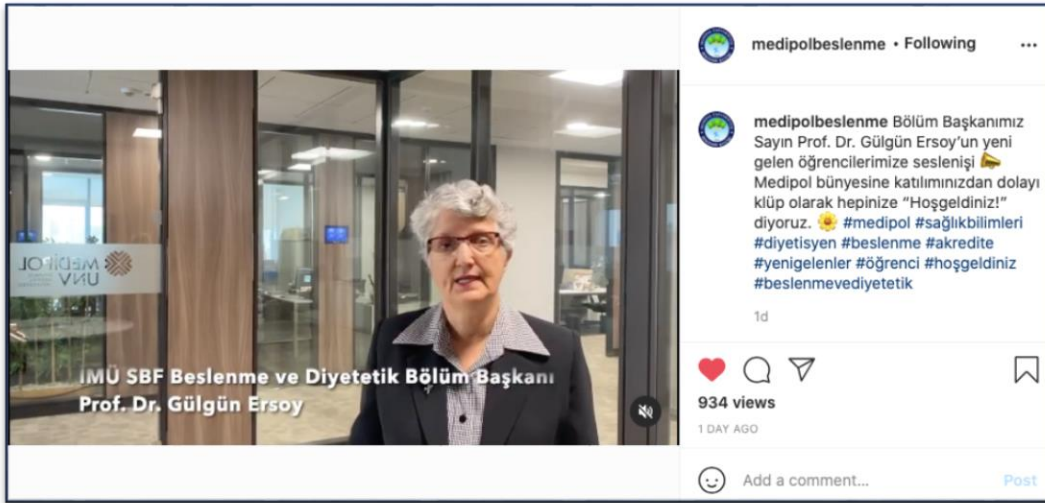 medipolbeslenme • Following
medipolbeslenme Bölüm Başkanımız
Sayın Prof. Dr. Gülgün Ersoy’un yeni
gelen öğrencilerimize seslenişi
Medipol bünyesine katılımınızdan dolayı
klüp olarak hepinize “Hoşgeldiniz!”
diyoruz. #medipol #sağlıkbilimleri
#diyetisyen #beslenme #akredite
#yenigelenler #öğrenci #hoşgeldiniz
#beslenmevediyetetik
1d
MEDİPOL
UNV
İMÜ SBF Beslenme ve Diyetetik Bölüm Başkanı
Prof. Dr. Gülgün Ersoy
934 views
1 DAY AGO
Add a comment...
Post